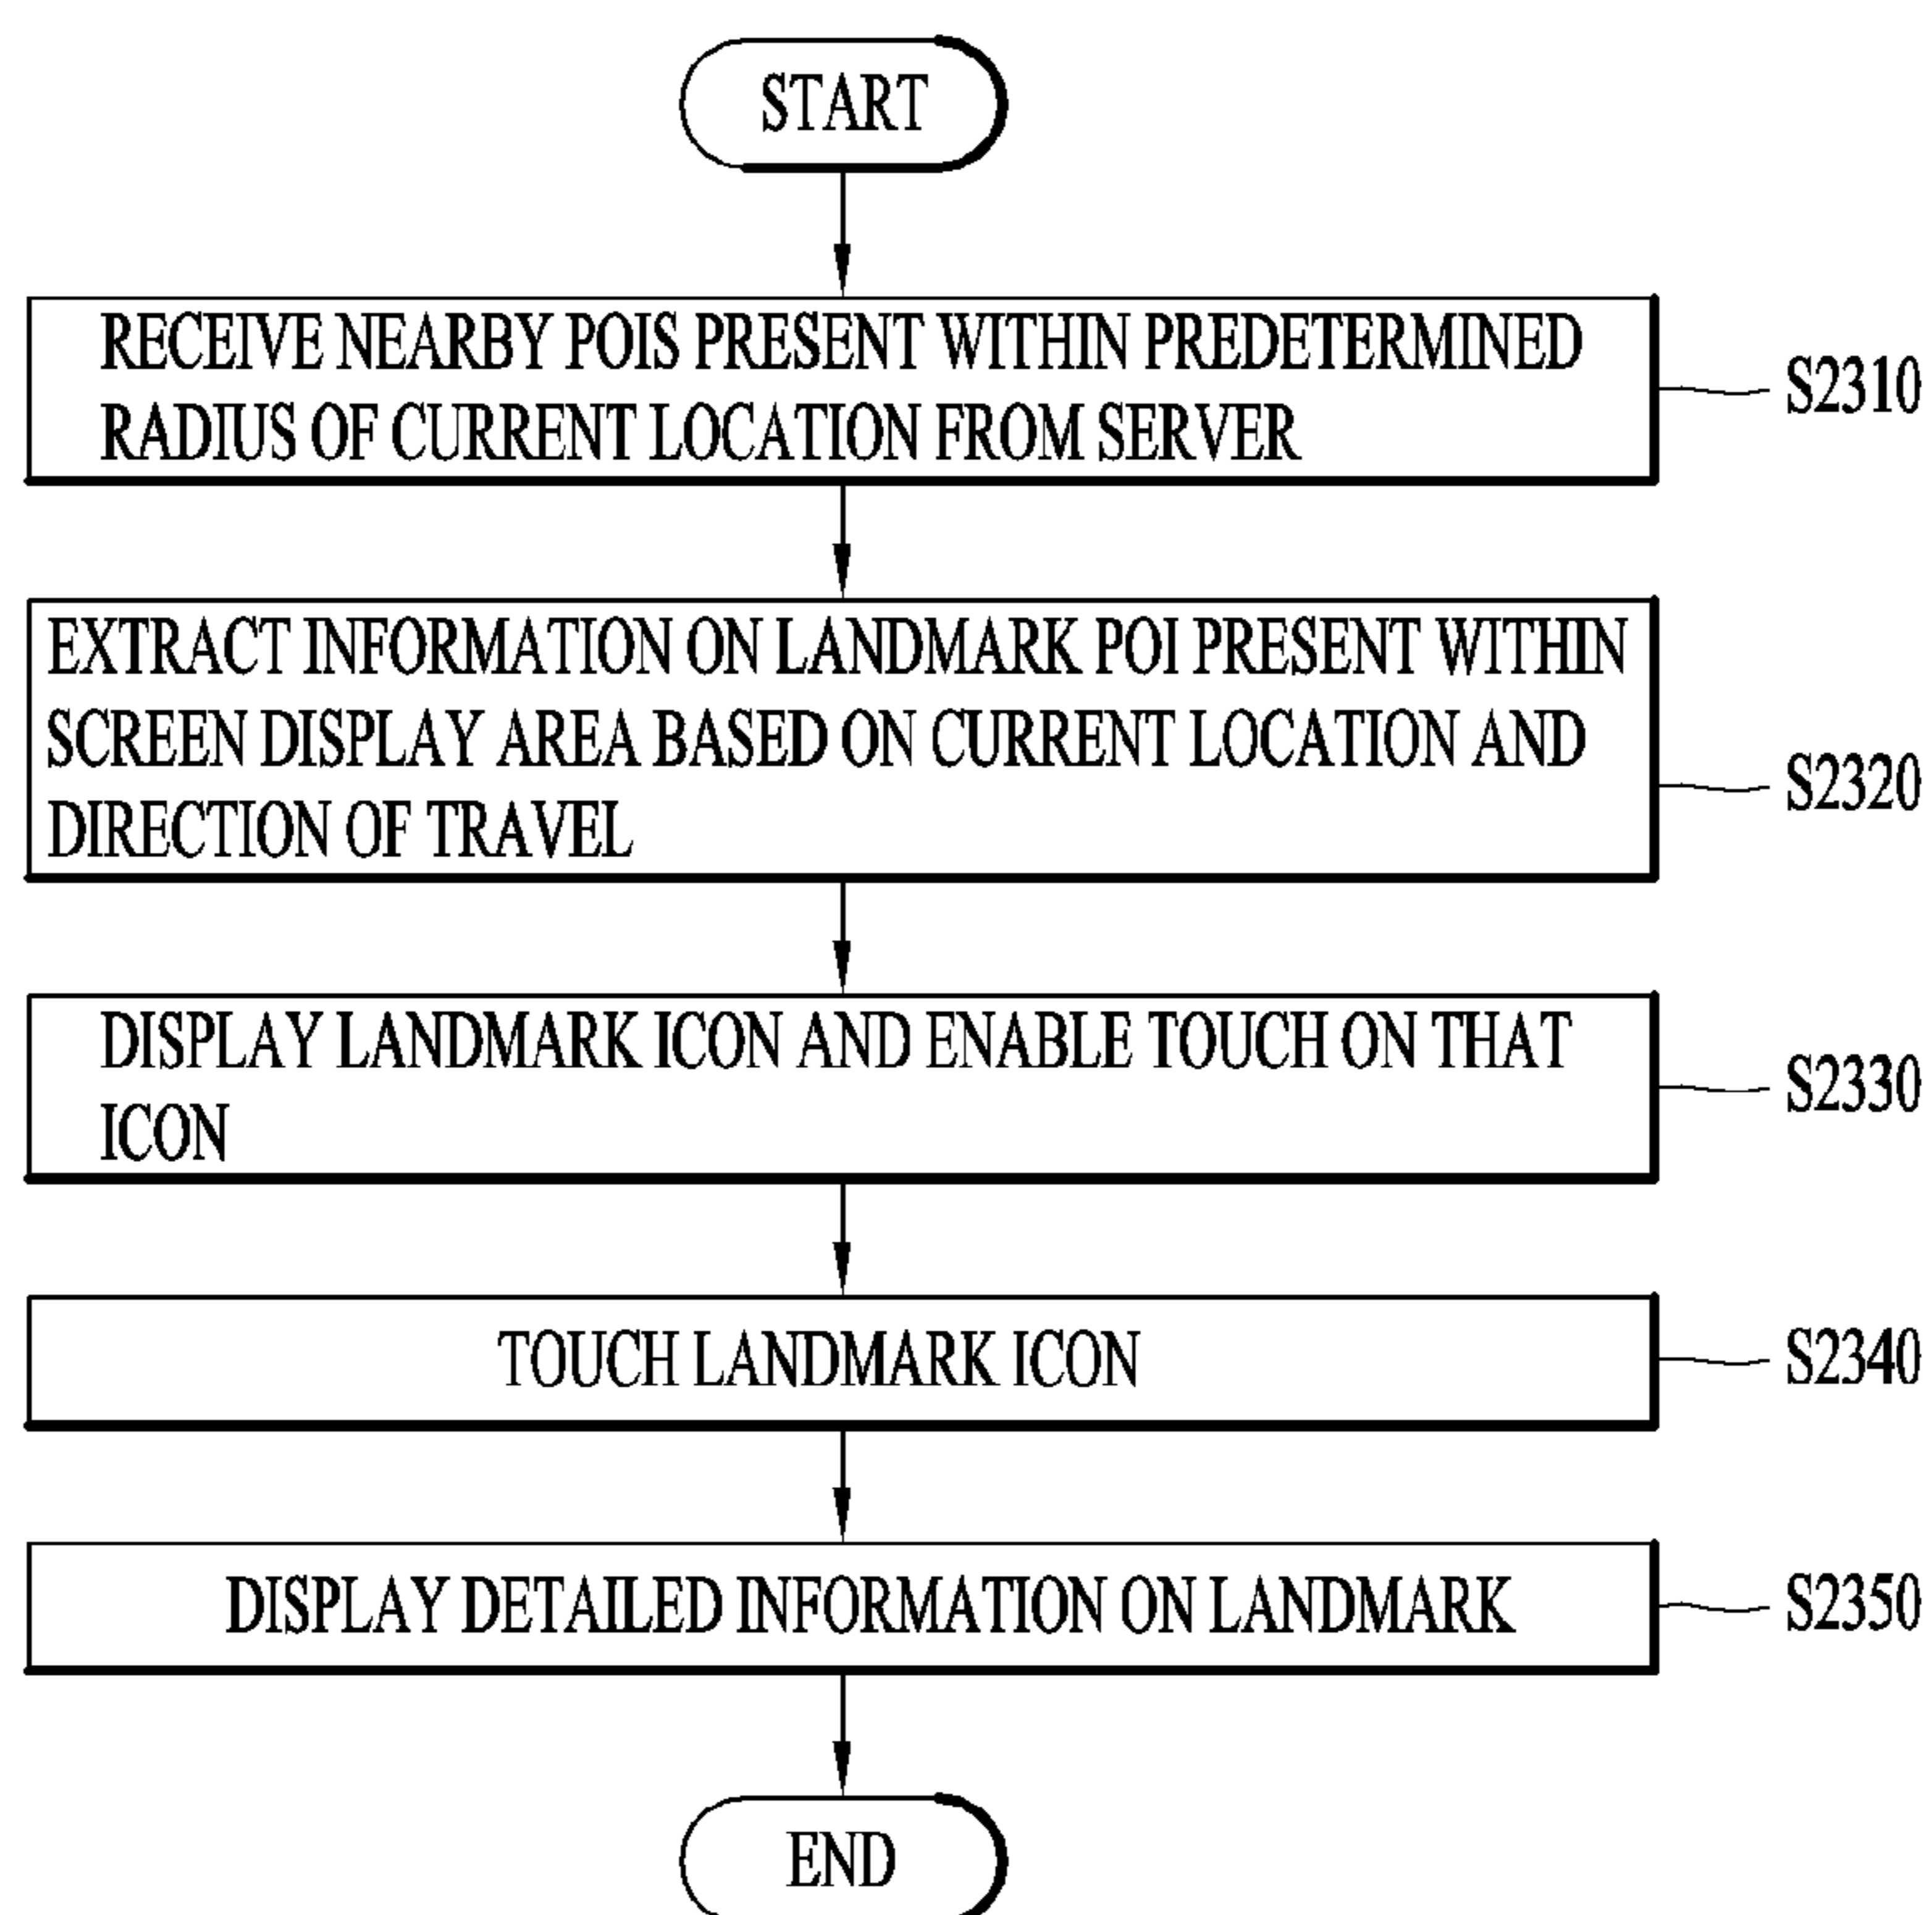 START
RECEIVE NEARBY POIS PRESENT WITHIN PREDETERMINED
RADIUS OF CURRENT LOCATION FROM SERVER
S2310
EXTRACT INFORMATION ON LANDMARK POI PRESENT WITHIN
SCREEN DISPLAY AREA BASED ON CURRENT LOCATION AND
DIRECTION OF TRAVEL
S2320
DISPLAY LANDMARK ICON AND ENABLE TOUCH ON THAT
ICON
S2330
TOUCH LANDMARK ICON
S2340
DISPLAY DETAILED INFORMATION ON LANDMARK
S2350
END